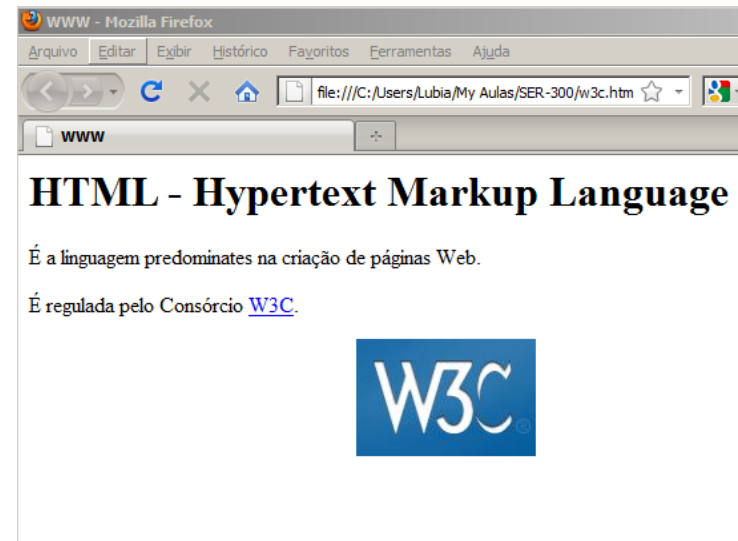 WWW - Mozilla Firefox
Arquivo Editar Exibir Histórico Favoritos Ferramentas Ajuda
file:///C:/Users/Lubia/My Aulas/SER-300/w3c.htm
WWW
HTML - Hypertext Markup Language
É a linguagem predominates na criação de páginas Web.
É regulada pelo Consórcio W3C.
W3C®